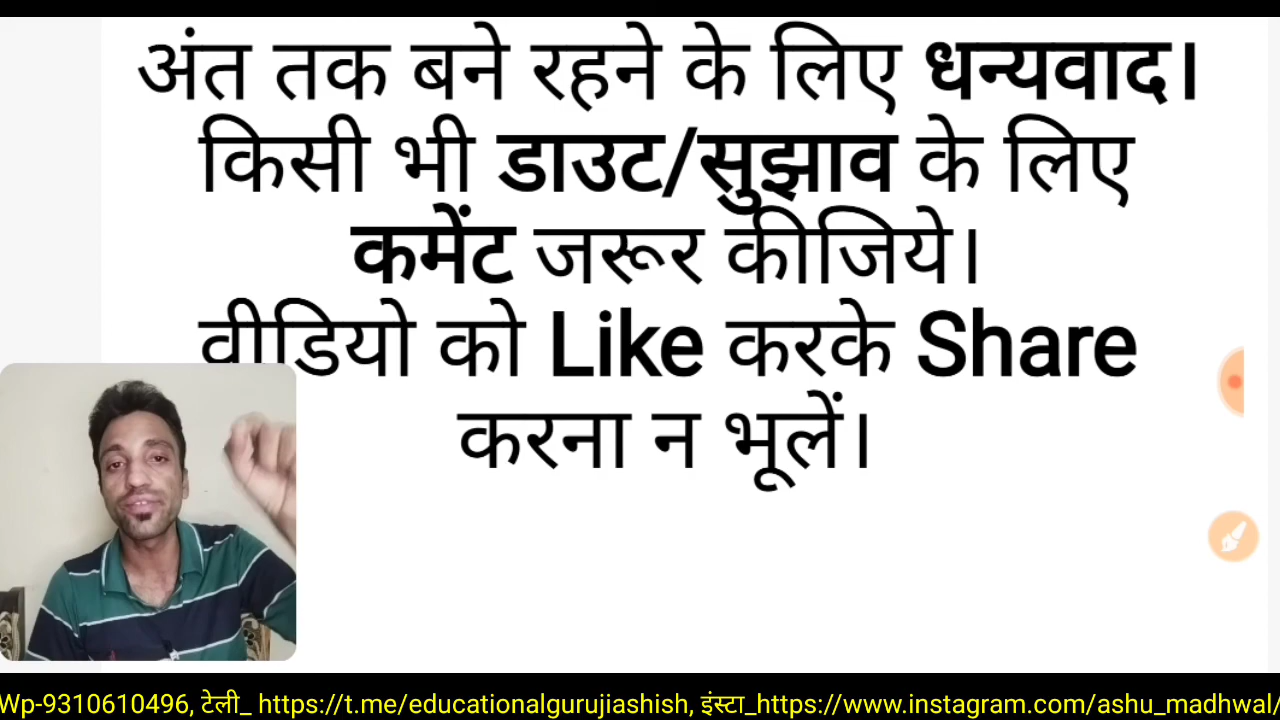 अंत तक बने रहने के लिए धन्यवाद।
किसी भी डाउट/सुझाव के लिए
कमेंट जरूर कीजिये।
वीडियो को Like करके Share
करना न भूलें।
Wp-9310610496, टेली_ https://t.me/educationalgurujiashish, इंस्टा_https://www.instagram.com/ashu_madhwal/